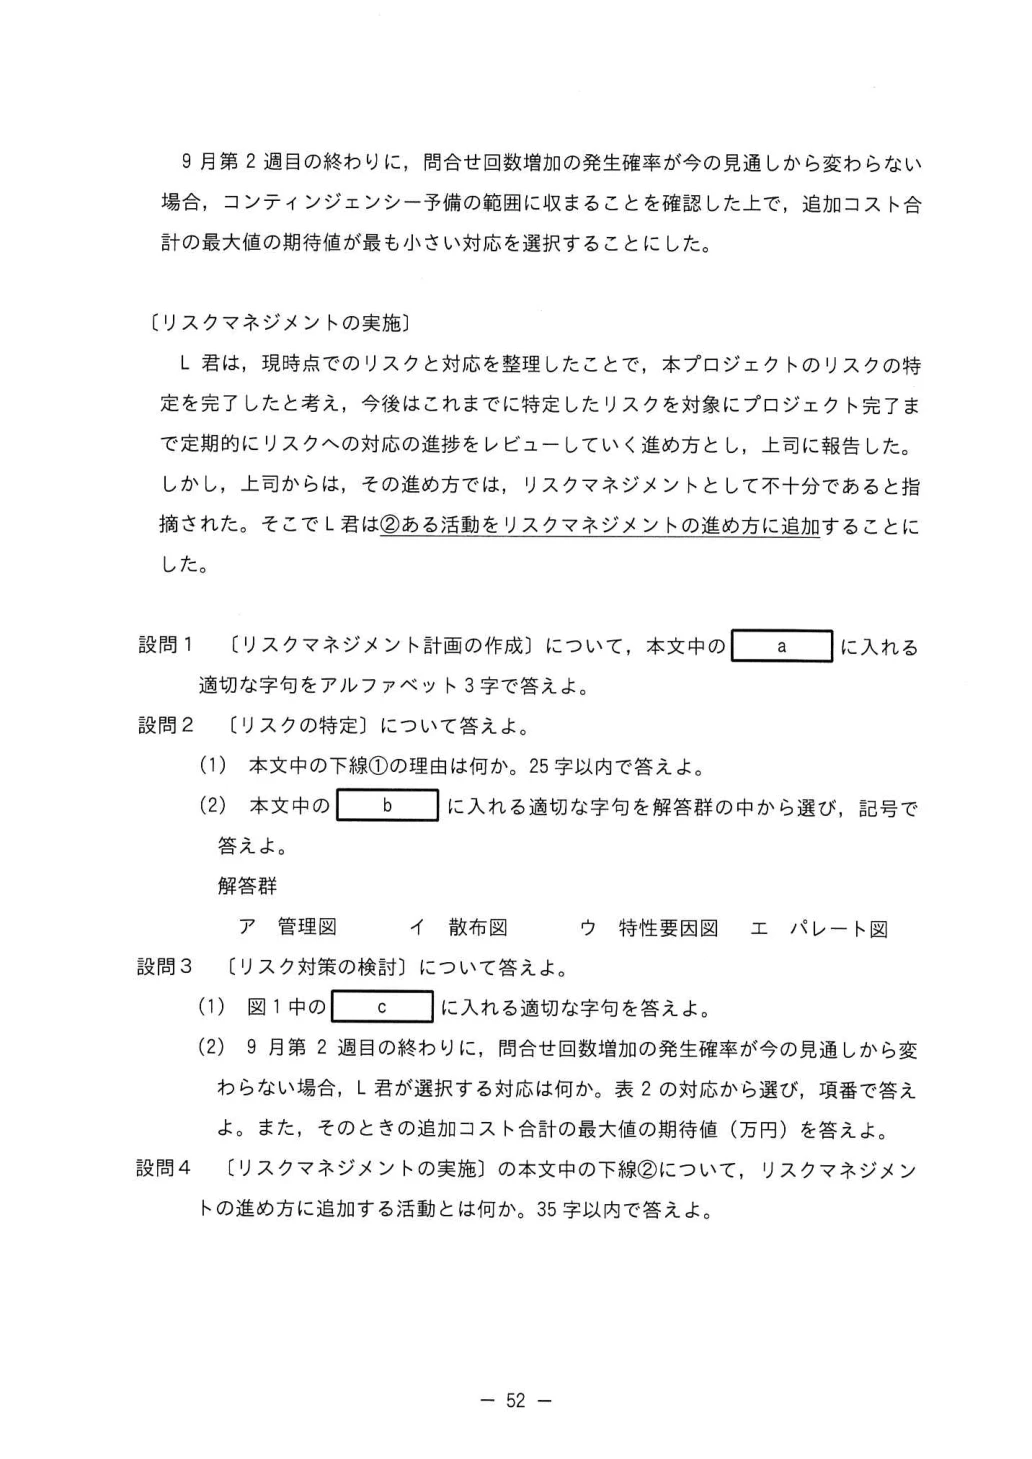 9月第2週目の終わりに，問合せ回数増加の発生確率が今の見通しから変わらない
場合，コンティンジェンシー予備の範囲に収まることを確認した上で，追加コスト合
計の最大値の期待値が最も小さい対応を選択することにした。
〔リスクマネジメントの実施〕
L君は，現時点でのリスクと対応を整理したことで，本プロジェクトのリスクの特
定を完了したと考え，今後はこれまでに特定したリスクを対象にプロジェクト完了ま
で定期的にリスクへの対応の進捗をレビューしていく進め方とし，上司に報告した。
しかし，上司からは，その進め方では，リスクマネジメントとして不十分であると指
摘された。そこでL君は②ある活動をリスクマネジメントの進め方に追加することに
した。
設問1 〔リスクマネジメント計画の作成〕について，本文中の a に入れる
適切な字句をアルファベット3字で答えよ。
設問2 〔リスクの特定〕について答えよ。
(1) 本文中の下線①の理由は何か。25字以内で答えよ。
(2) 本文中の b に入れる適切な字句を解答群の中から選び，記号で
答えよ。
解答群
ア 管理図 イ 散布図 ウ 特性要因図 エ パレート図
設問3 〔リスク対策の検討〕について答えよ。
(1) 図1中の c に入れる適切な字句を答えよ。
(2) 9月第2週目の終わりに，問合せ回数増加の発生確率が今の見通しから変
わらない場合，L君が選択する対応は何か。表2の対応から選び，項番で答え
よ。また，そのときの追加コスト合計の最大値の期待値（万円）を答えよ。
設問4 〔リスクマネジメントの実施〕の本文中の下線②について，リスクマネジメン
トの進め方に追加する活動とは何か。35字以内で答えよ。
－ 52 －